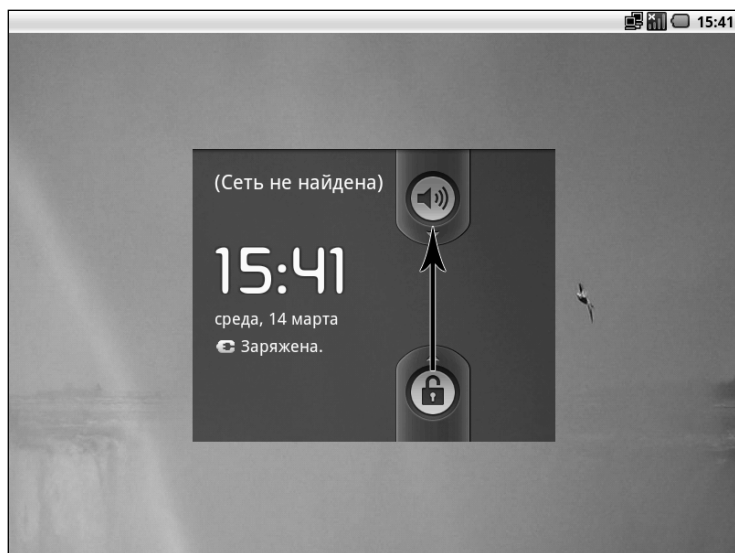 15:41
(Сеть не найдена)
15:41
среда, 14 марта
Заряжена.